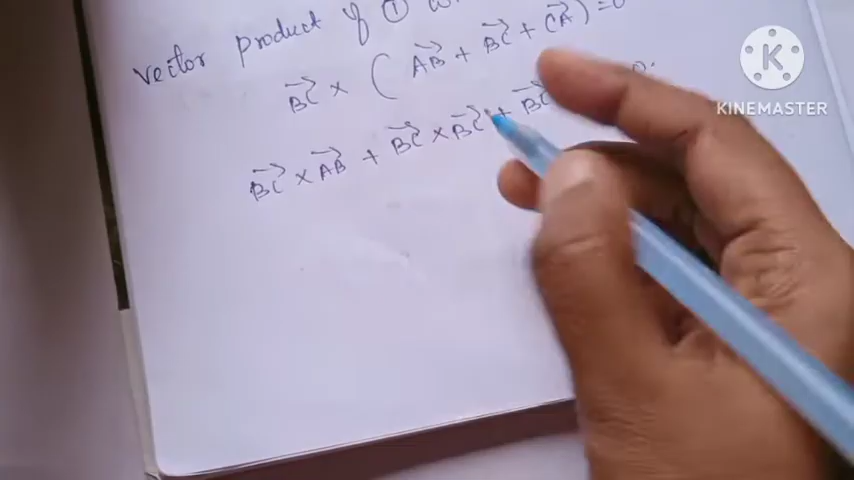 vector product of ①
BC × ( AB + BC + CA ) = 0
BC × AB + BC × BC + BC
KINEMASTER